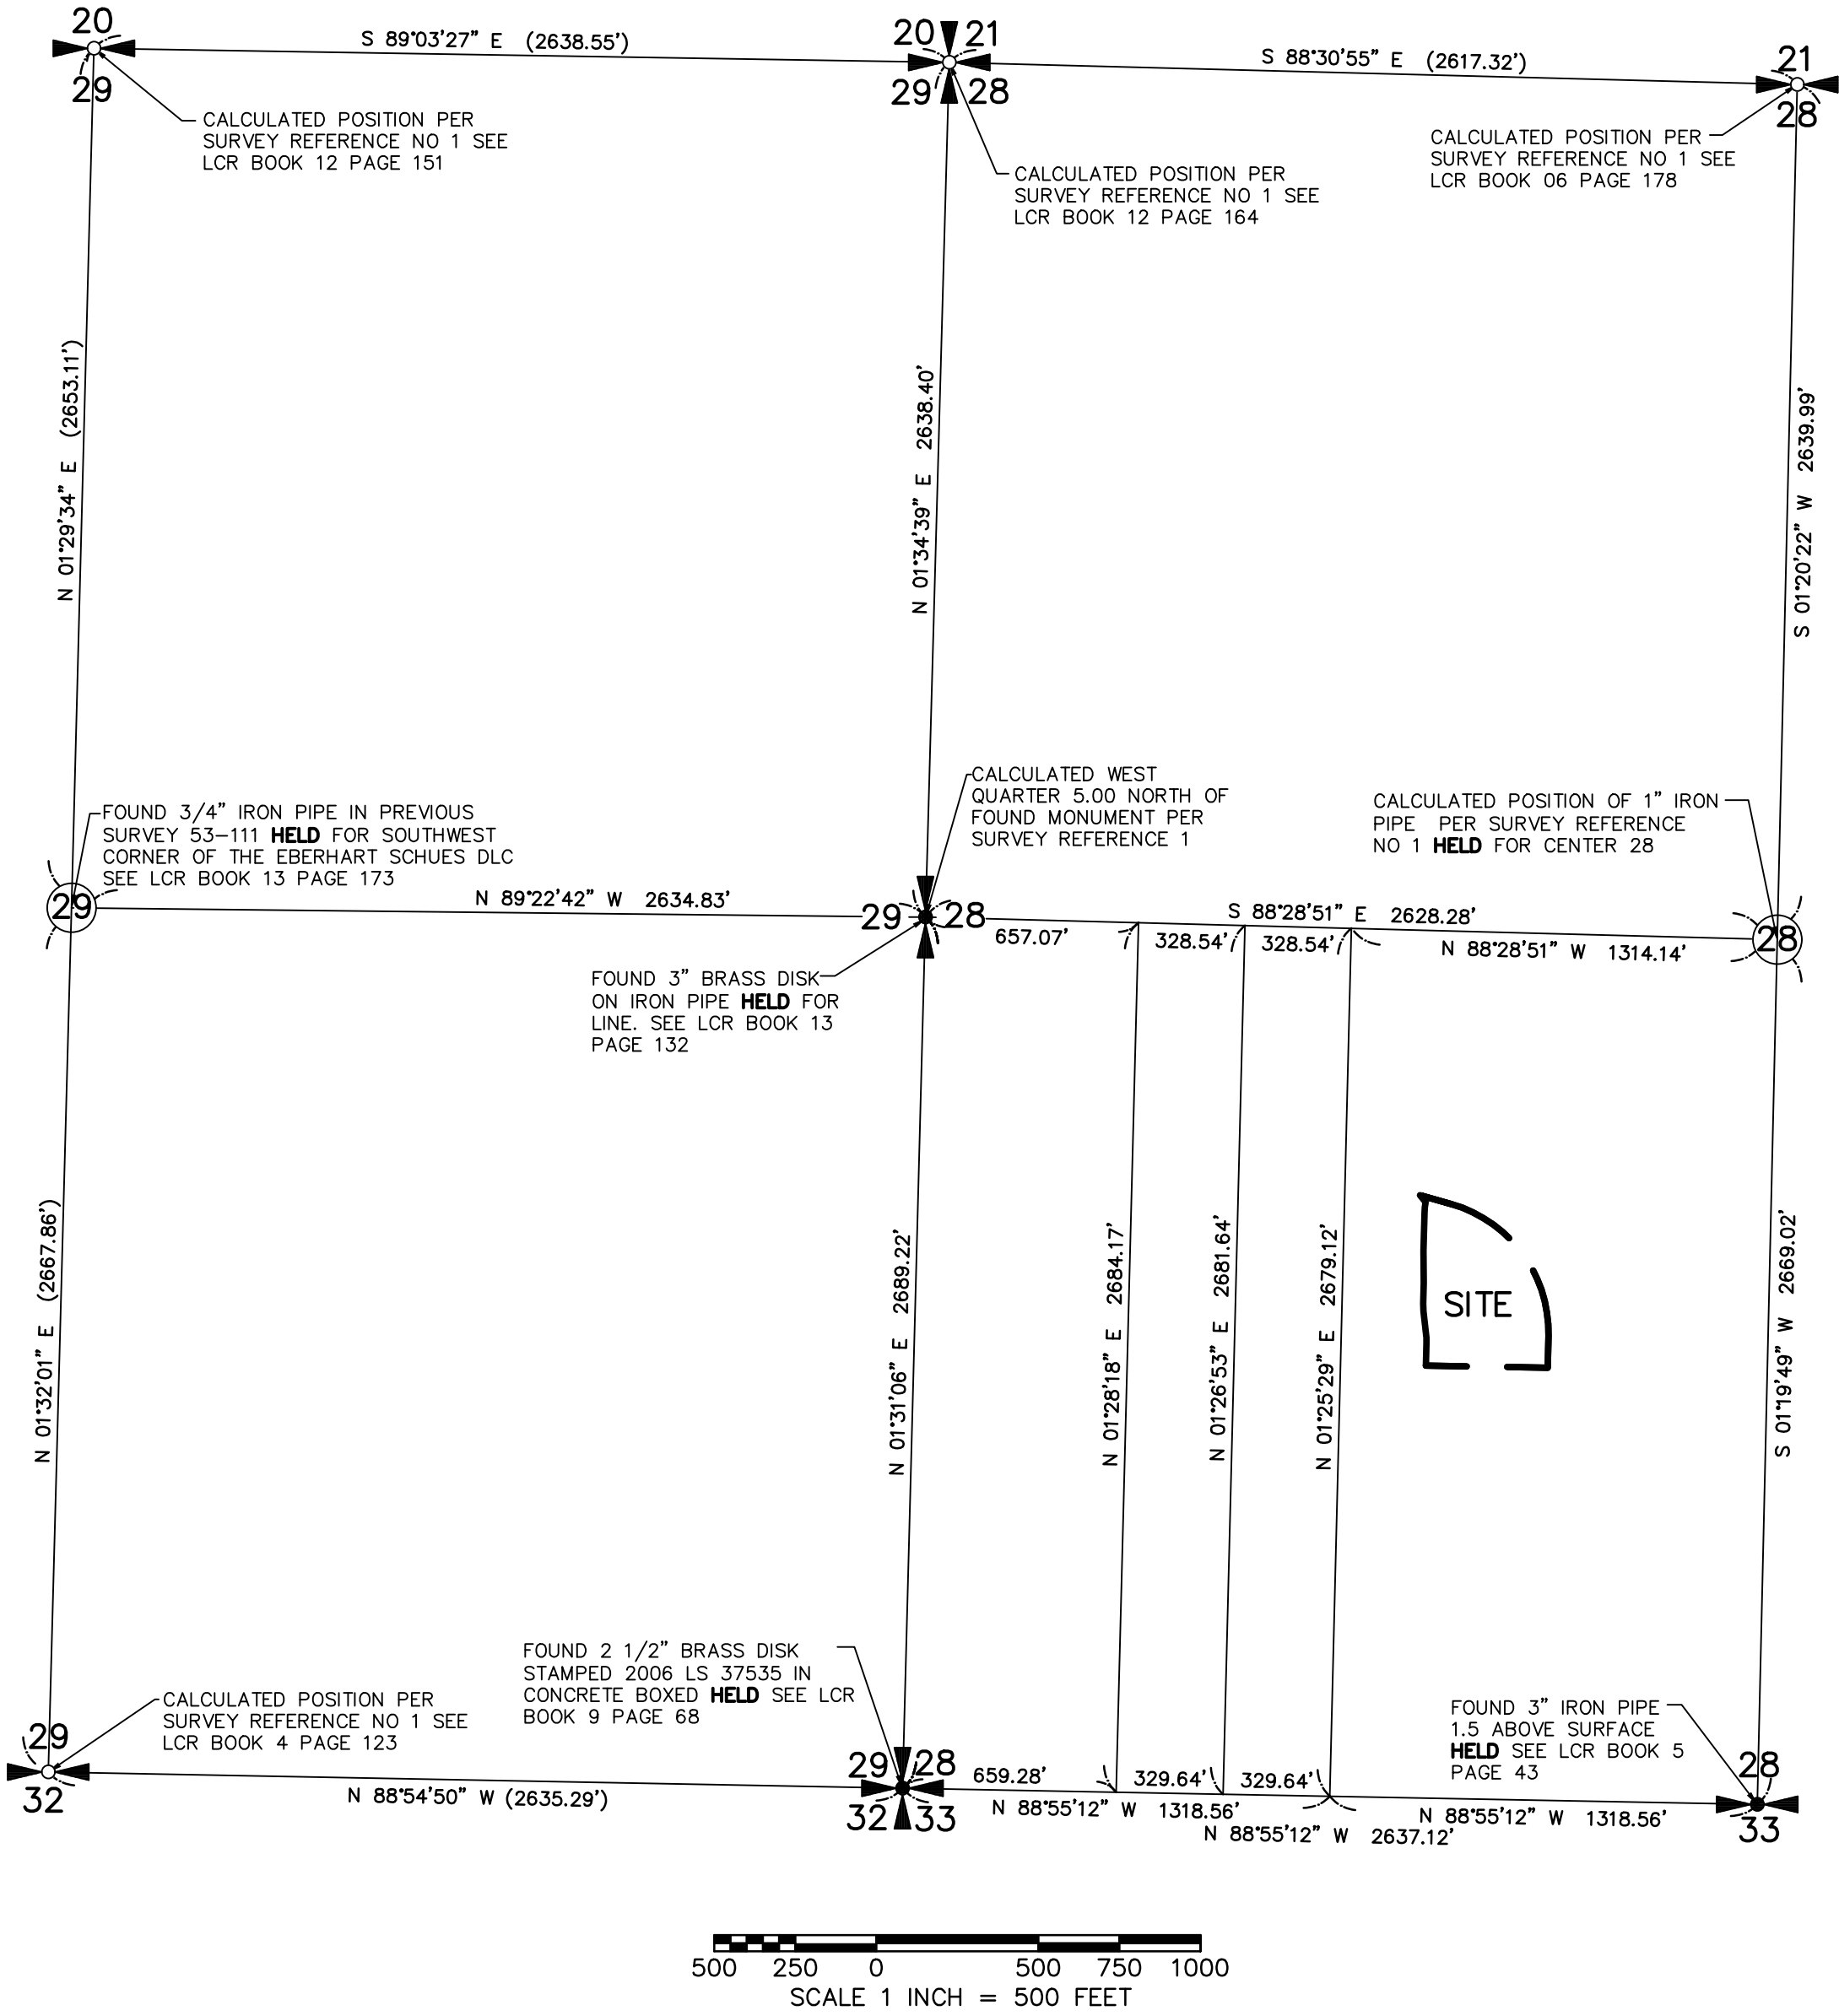 20
29
S 89°03'27" E (2638.55')
20 21
29 28
S 88°30'55" E (2617.32')
21
28
CALCULATED POSITION PER
SURVEY REFERENCE NO 1 SEE
LCR BOOK 12 PAGE 151
CALCULATED POSITION PER
SURVEY REFERENCE NO 1 SEE
LCR BOOK 12 PAGE 164
CALCULATED POSITION PER
SURVEY REFERENCE NO 1 SEE
LCR BOOK 06 PAGE 178
N 01°29'34" E (2653.11')
N 01°34'39" E 2638.40'
S 01°20'22" W 2639.99'
FOUND 3/4" IRON PIPE IN PREVIOUS
SURVEY 53-111 HELD FOR SOUTHWEST
CORNER OF THE EBERHART SCHUES DLC
SEE LCR BOOK 13 PAGE 173
CALCULATED WEST
QUARTER 5.00 NORTH OF
FOUND MONUMENT PER
SURVEY REFERENCE 1
CALCULATED POSITION OF 1" IRON
PIPE PER SURVEY REFERENCE
NO 1 HELD FOR CENTER 28
29
N 89°22'42" W 2634.83'
29 28
S 88°28'51" E 2628.28'
28
657.07'
328.54'
328.54'
N 88°28'51" W 1314.14'
FOUND 3" BRASS DISK
ON IRON PIPE HELD FOR
LINE. SEE LCR BOOK 13
PAGE 132
N 01°32'01" E (2667.86')
N 01°31'06" E 2689.22'
N 01°28'18" E 2684.17'
N 01°26'53" E 2681.64'
N 01°25'29" E 2679.12'
SITE
S 01°19'49" W 2669.02'
CALCULATED POSITION PER
SURVEY REFERENCE NO 1 SEE
LCR BOOK 4 PAGE 123
FOUND 2 1/2" BRASS DISK
STAMPED 2006 LS 37535 IN
CONCRETE BOXED HELD SEE LCR
BOOK 9 PAGE 68
FOUND 3" IRON PIPE
1.5 ABOVE SURFACE
HELD SEE LCR BOOK 5
PAGE 43
29
32
N 88°54'50" W (2635.29')
29 28
32 33
659.28'
329.64'
329.64'
N 88°55'12" W 1318.56'
N 88°55'12" W 2637.12'
N 88°55'12" W 1318.56'
28
33
500 250 0 500 750 1000
SCALE 1 INCH = 500 FEET